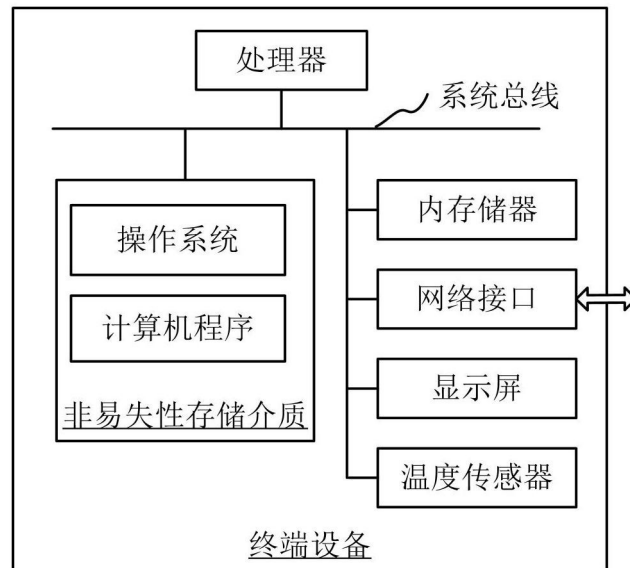 处理器
系统总线
操作系统
计算机程序
非易失性存储介质
内存储器
网络接口
显示屏
温度传感器
终端设备